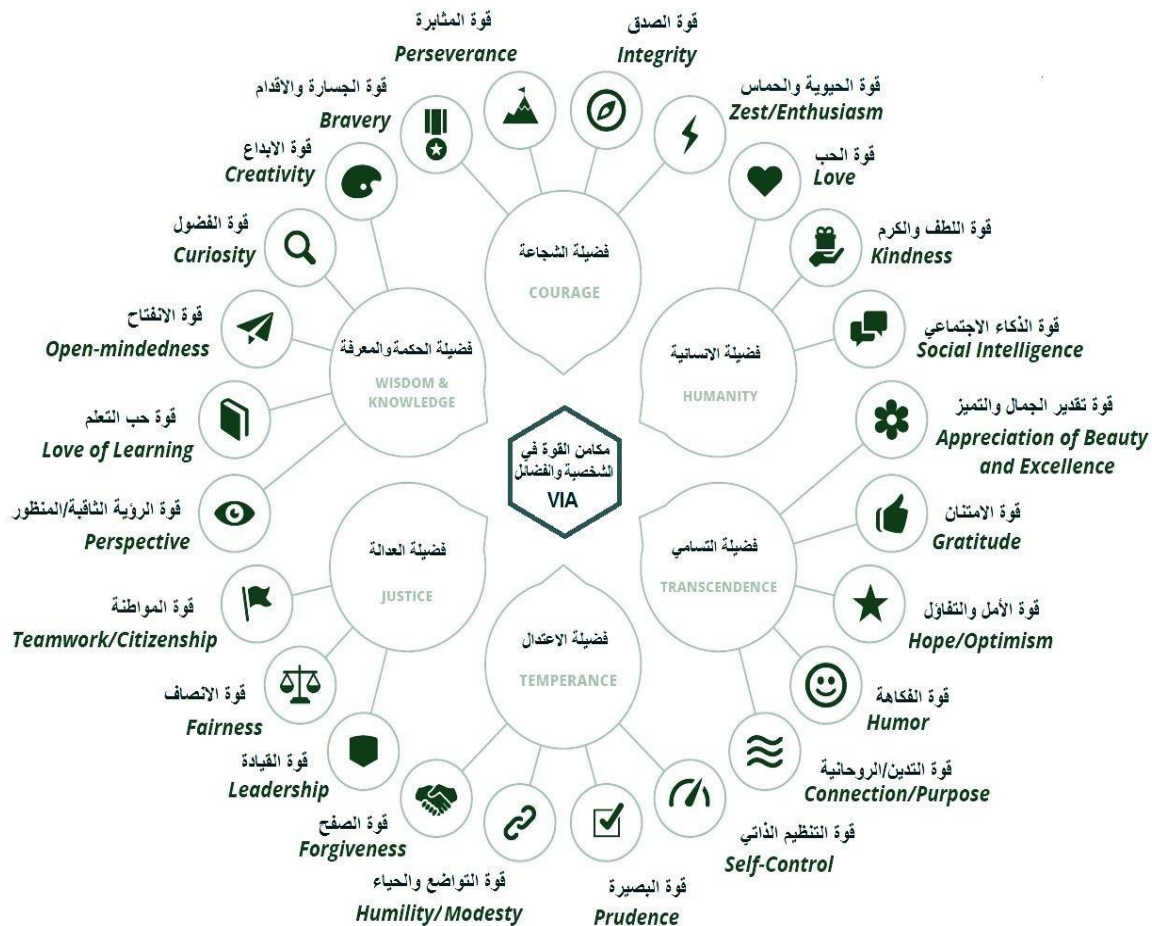 قوة المثابرة
Perseverance
قوة الصدق
Integrity
قوة الحيوية والحماس
Zest/Enthusiasm
قوة الجسارة والاقدام
Bravery
قوة الابداع
Creativity
قوة الحب
Love
قوة الفضول
Curiosity
قوة اللطف والكرم
Kindness
فضيلة الشجاعة
COURAGE
قوة الانفتاح
Open-mindedness
فضيلة الحكمة والمعرفة
WISDOM &
KNOWLEDGE
فضيلة الانسانية
HUMANITY
قوة الذكاء الاجتماعي
Social Intelligence
قوة حب التعلم
Love of Learning
قوة تقدير الجمال والتميز
Appreciation of Beauty
and Excellence
مكامن القوة في
الشخصية والفضائل
VIA
قوة الرؤية الثاقبة/المنظور
Perspective
قوة الامتنان
Gratitude
فضيلة العدالة
JUSTICE
فضيلة التسامي
TRANSCENDENCE
قوة المواطنة
Teamwork/Citizenship
قوة الأمل والتفاؤل
Hope/Optimism
فضيلة الاعتدال
TEMPERANCE
قوة الانصاف
Fairness
قوة الفكاهة
Humor
قوة القيادة
Leadership
قوة التدين/الروحانية
Connection/Purpose
قوة الصفح
Forgiveness
قوة التنظيم الذاتي
Self-Control
قوة التواضع والحياء
Humility/Modesty
قوة البصيرة
Prudence